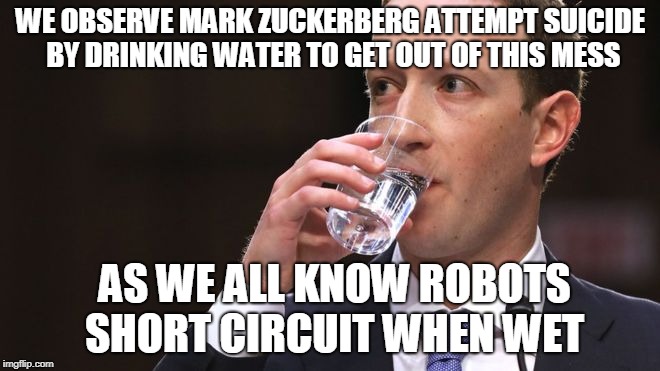 WE OBSERVE MARK ZUCKERBERG ATTEMPT SUICIDE
BY DRINKING WATER TO GET OUT OF THIS MESS
AS WE ALL KNOW ROBOTS
SHORT CIRCUIT WHEN WET
imgflip.com